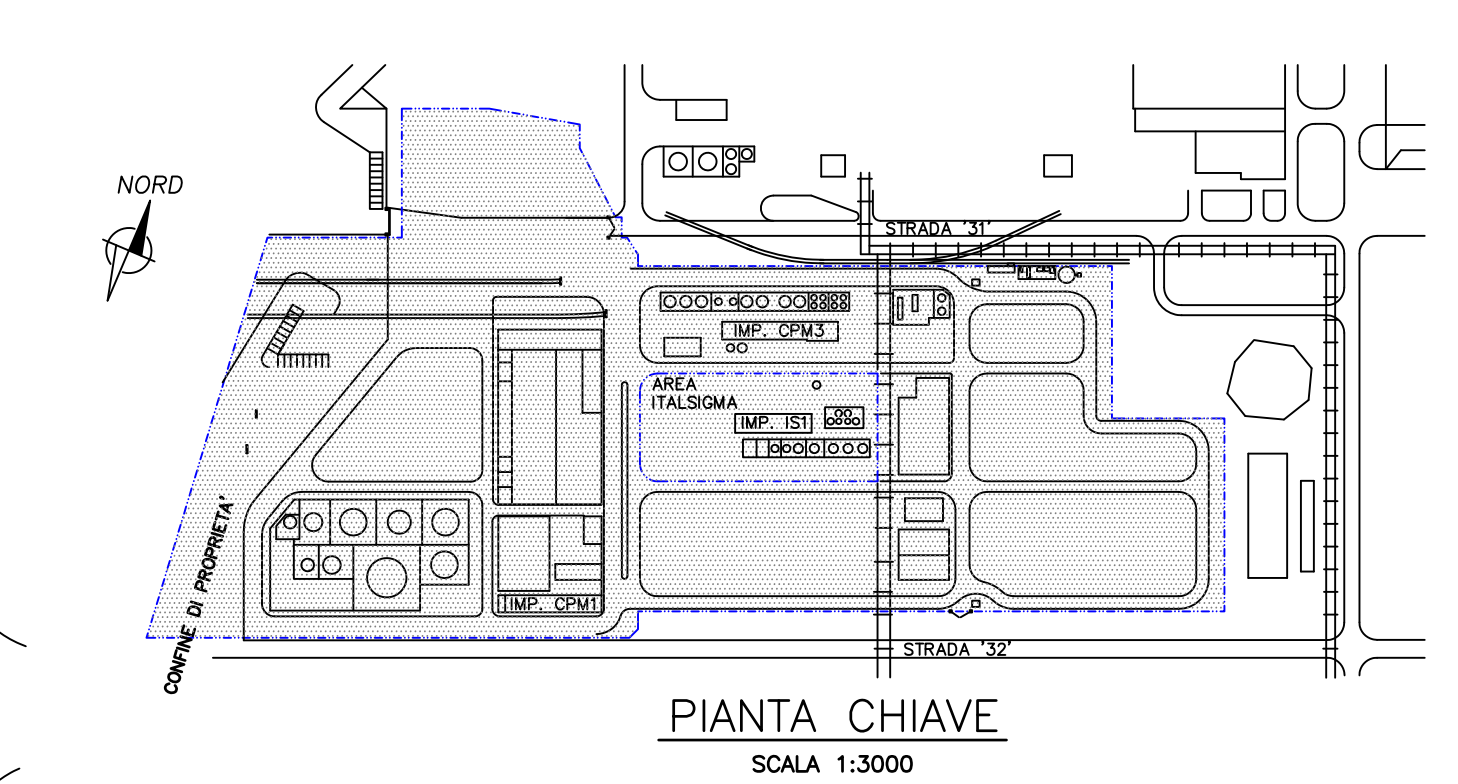 NORD
STRADA '31'
IMP. CPM3
AREA
ITALSIGMA
IMP. IS1
CONFINE DI PROPRIETA'
IMP. CPM1
STRADA '32'
PIANTA CHIAVE
SCALA 1:3000